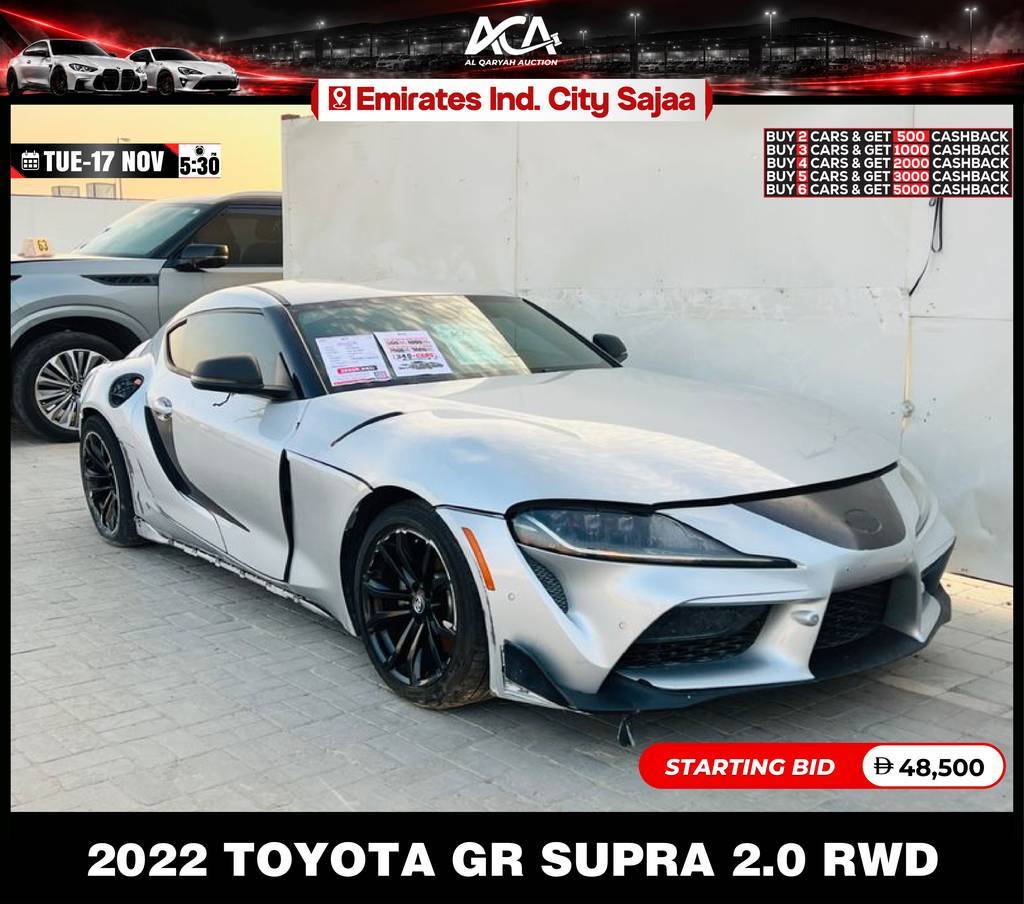 ACA
AL QARYAH AUCTION
Emirates Ind. City Sajaa
TUE-17 NOV 5:30
BUY 2 CARS & GET 500 CASHBACK
BUY 3 CARS & GET 1000 CASHBACK
BUY 4 CARS & GET 2000 CASHBACK
BUY 5 CARS & GET 3000 CASHBACK
BUY 6 CARS & GET 5000 CASHBACK
63
STARTING BID 48,500
2022 TOYOTA GR SUPRA 2.0 RWD